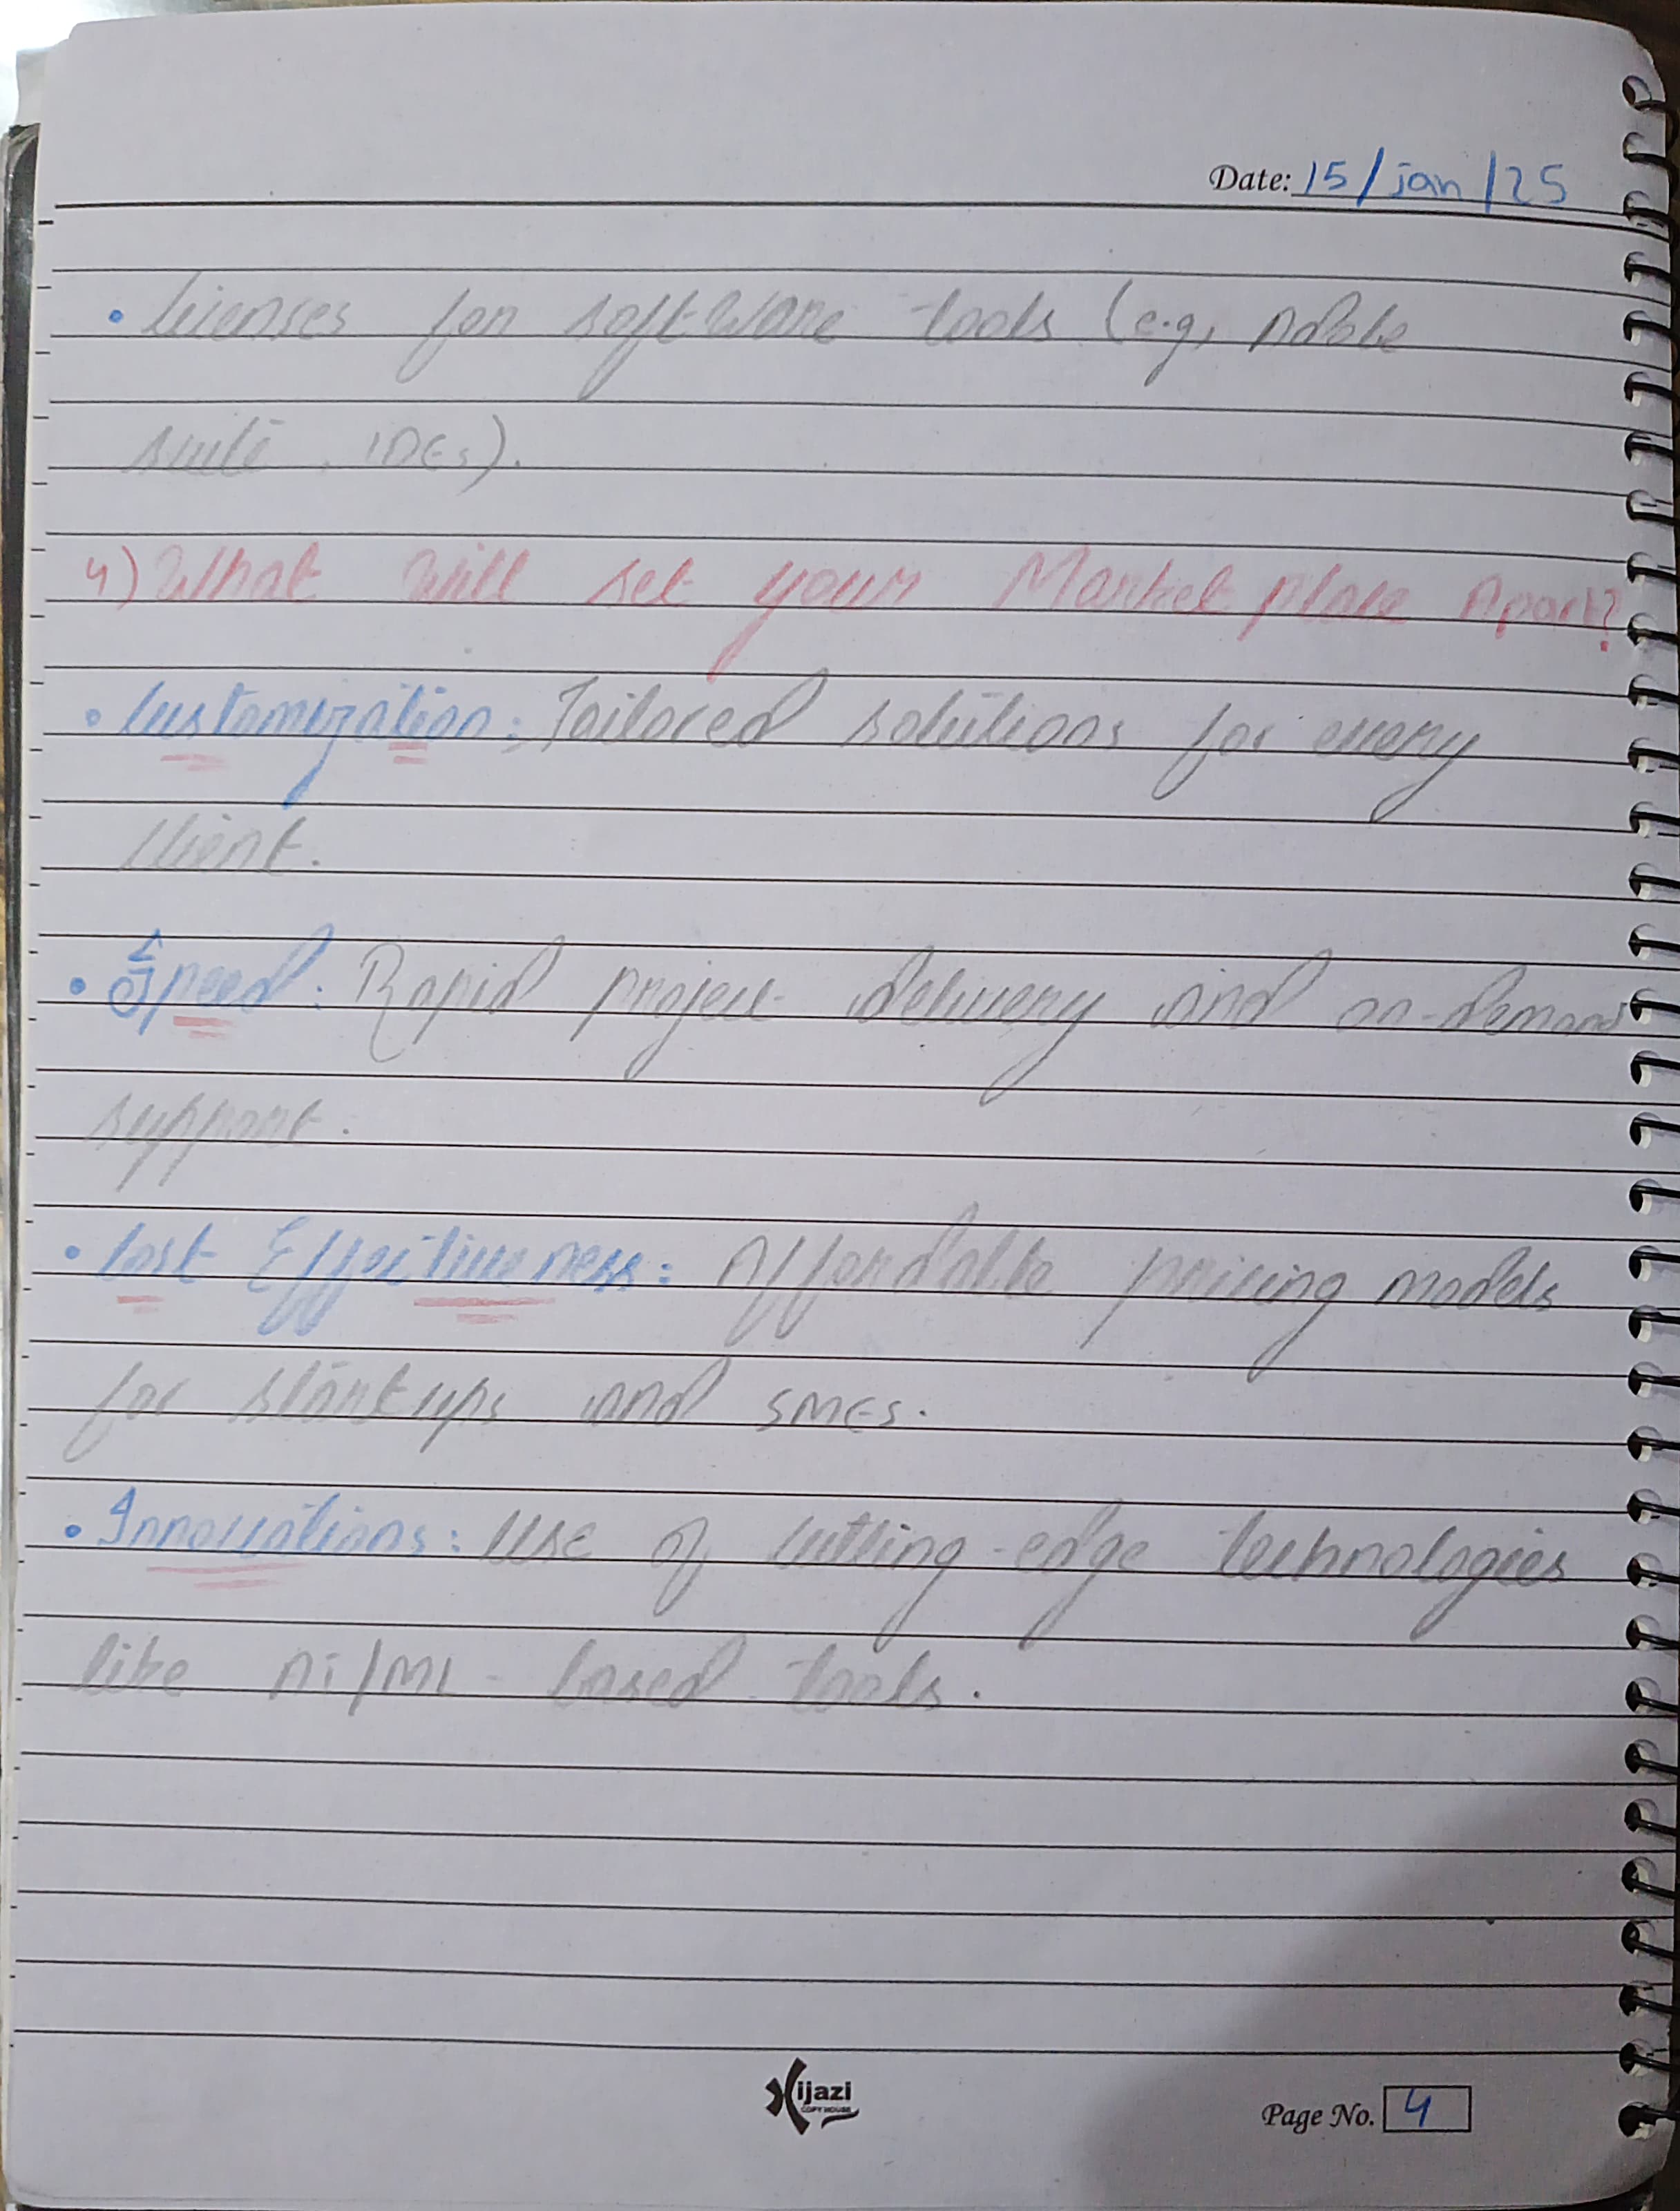 Date: 15/jan/25
• Licenses for software tools (e.g, Adobe
suite, IDEs).
4) What will set your Market place Apart?
• Customization: Tailored solutions for every
client.
• Speed: Rapid project delivery and on-demand
support.
• Cost Effectiveness: Affordable pricing models
for startups and SMEs.
• Innovations: Use of cutting-edge technologies
like Ai/ML-based tools.
Hijazi
COPY HOUSE
Page No. 4